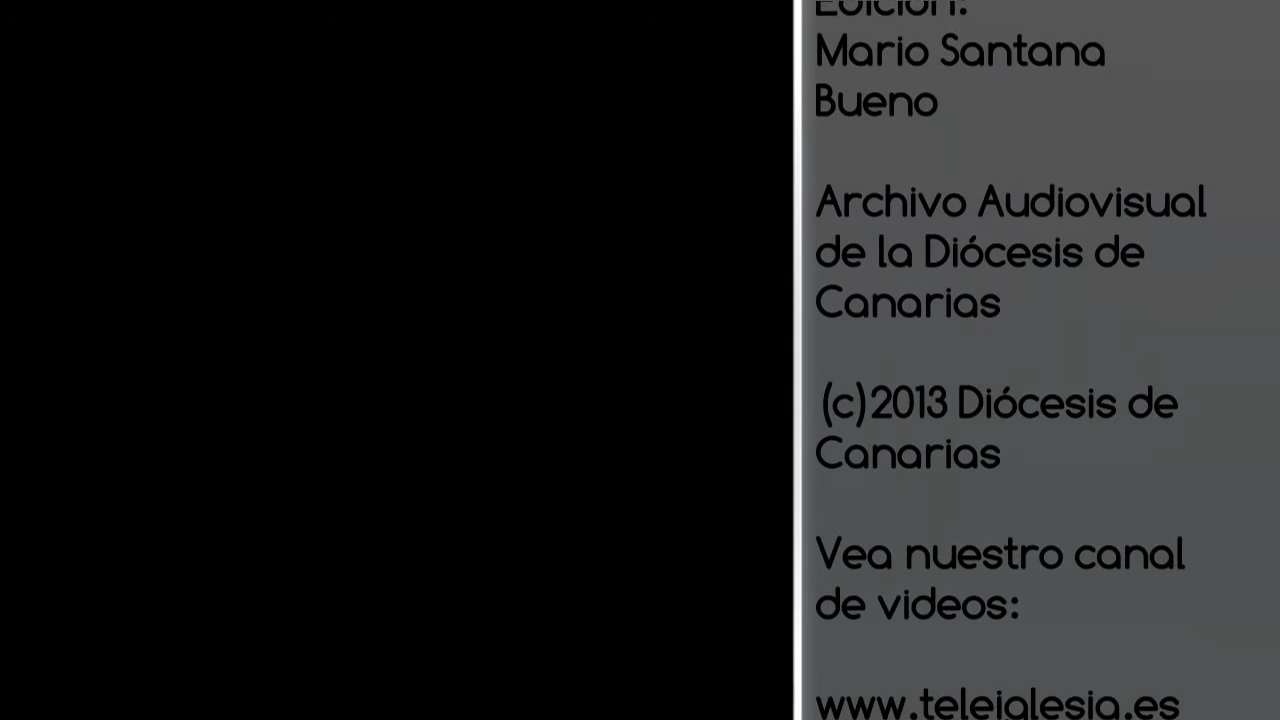 Edición:
Mario Santana
Bueno
Archivo Audiovisual
de la Diócesis de
Canarias
(c)2013 Diócesis de
Canarias
Vea nuestro canal
de videos:
www.teleiglesia.es